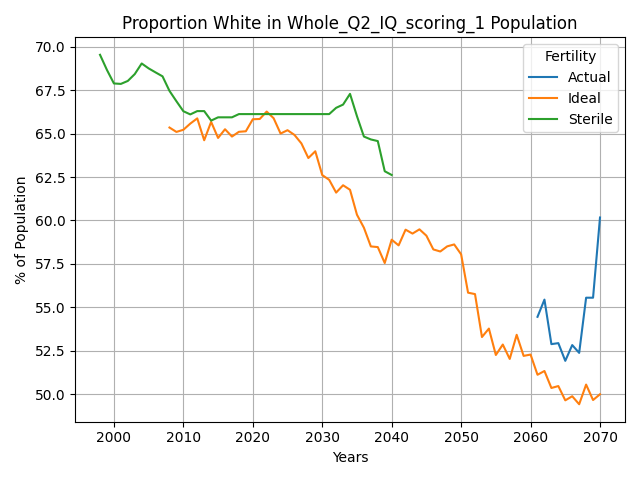 Proportion White in Whole_Q2_IQ_scoring_1 Population
70.0
67.5
65.0
62.5
60.0
57.5
55.0
52.5
50.0
% of Population
Fertility
Actual
Ideal
Sterile
2000 2010 2020 2030 2040 2050 2060 2070
Years